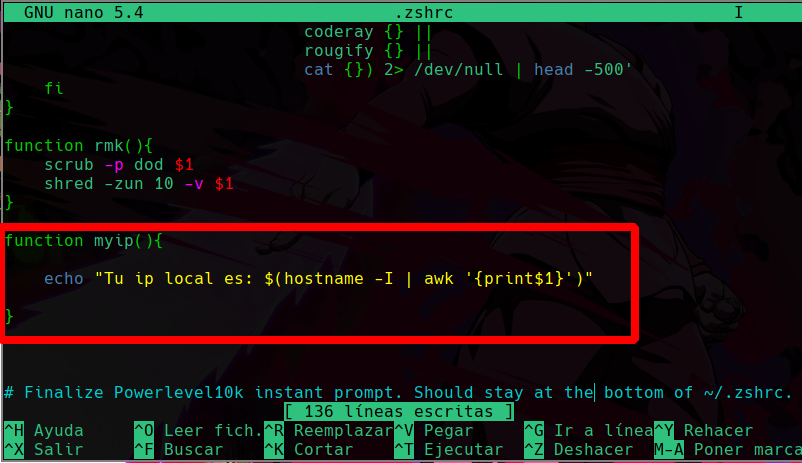 GNU nano 5.4 .zshrc I
coderay {} ||
rougify {} ||
cat {}) 2> /dev/null | head -500'
fi
}
function rmk(){
scrub -p dod $1
shred -zun 10 -v $1
}
function myip(){
echo "Tu ip local es: $(hostname -I | awk '{print$1}')"
}
# Finalize Powerlevel10k instant prompt. Should stay at the bottom of ~/.zshrc.
[ 136 líneas escritas ]
^H Ayuda ^O Leer fich. ^R Reemplazar ^V Pegar ^G Ir a línea ^Y Rehacer
^X Salir ^F Buscar ^K Cortar ^T Ejecutar ^Z Deshacer M-A Poner marca